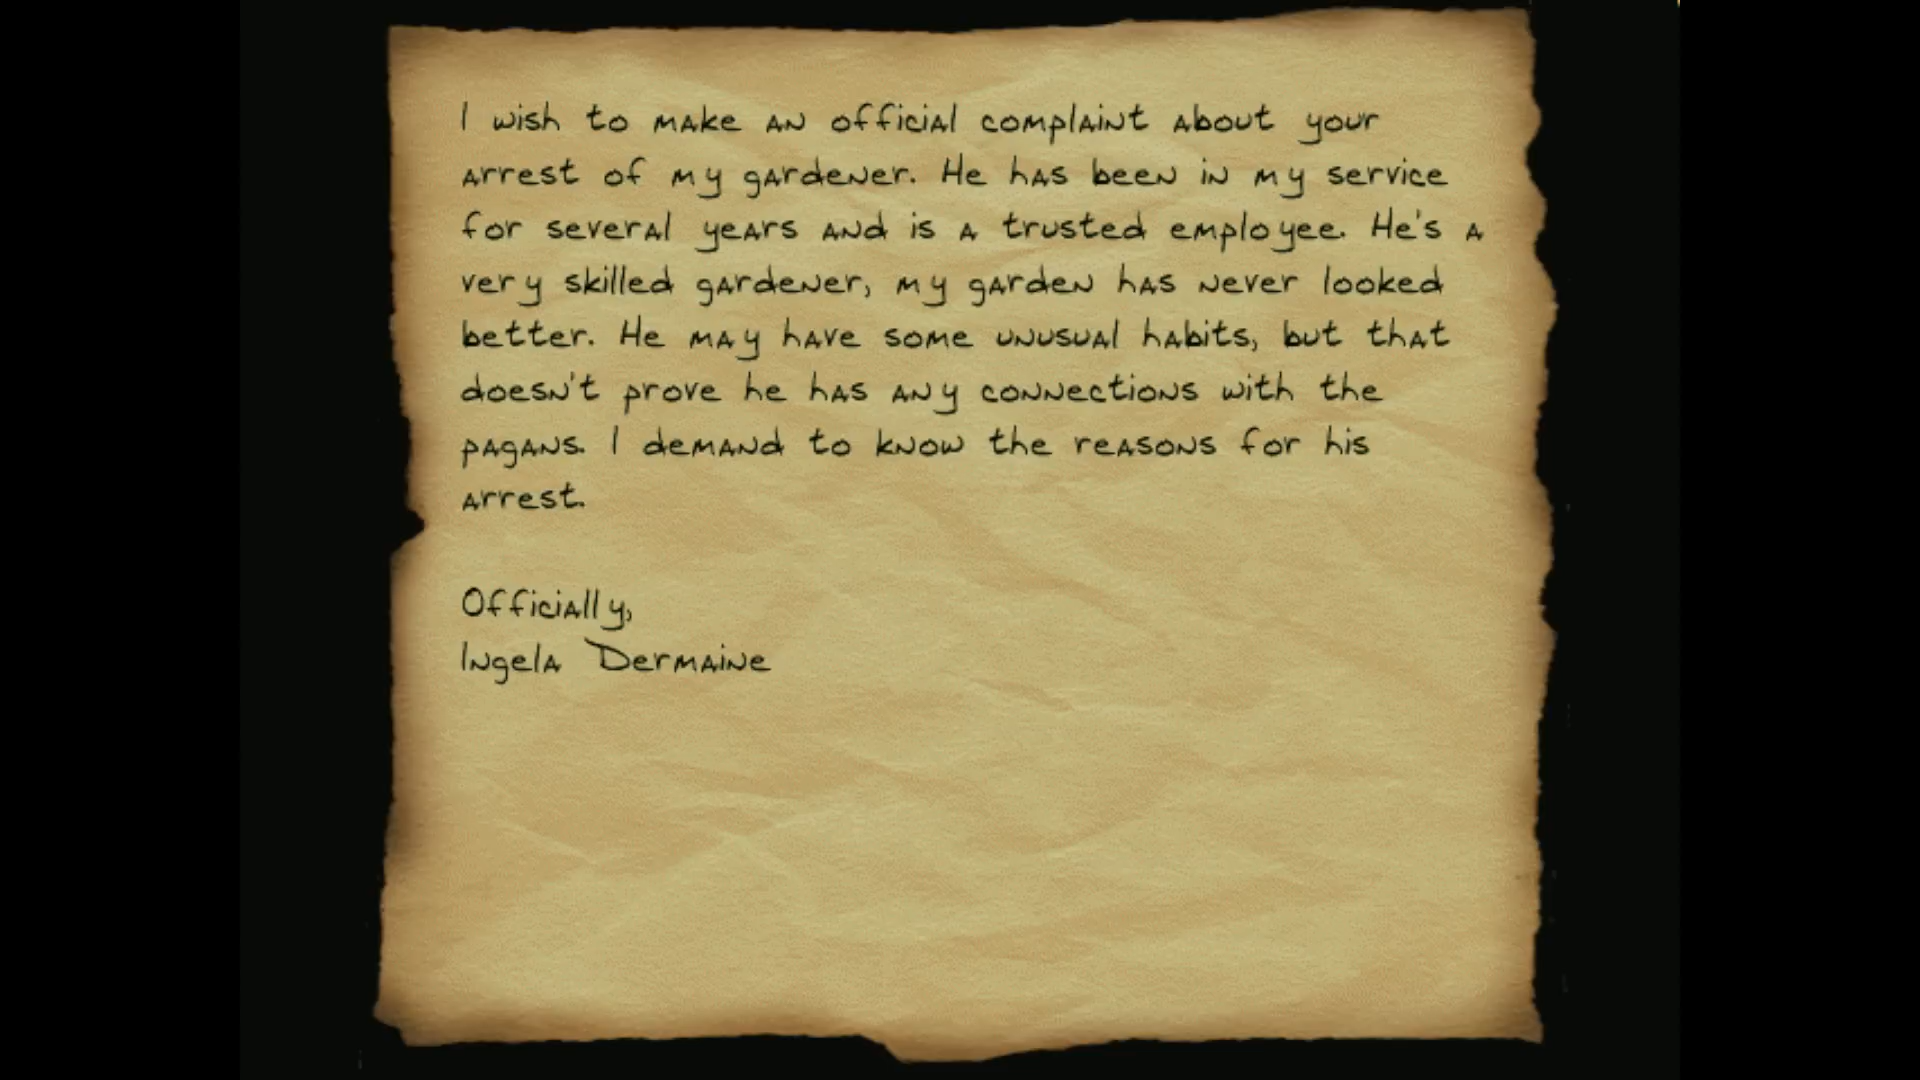 I wish to make an official complaint about your
arrest of my gardener. He has been in my service
for several years and is a trusted employee. He's a
very skilled gardener, my garden has never looked
better. He may have some unusual habits, but that
doesn't prove he has any connections with the
pagans. I demand to know the reasons for his
arrest.
Officially,
Ingela Dermaine